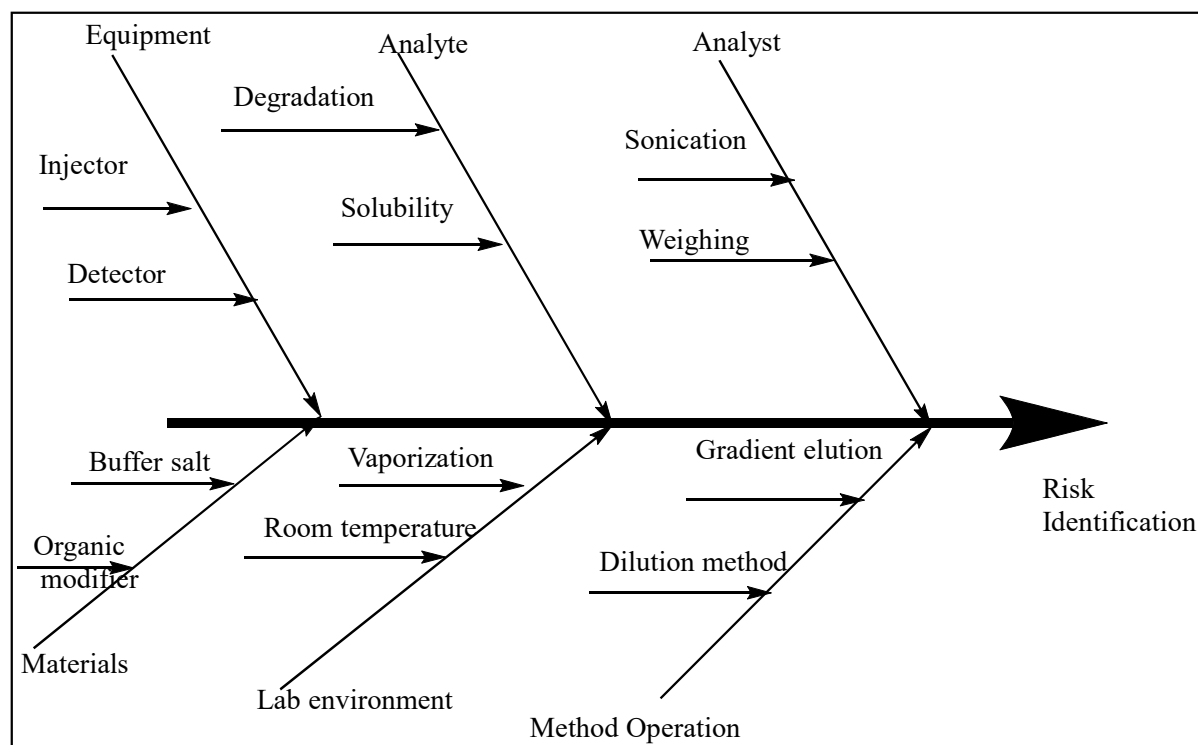 Equipment
Analyte
Analyst
Degradation
Sonication
Injector
Solubility
Weighing
Detector
Buffer salt
Vaporization
Gradient elution
Risk
Identification
Room temperature
Organic
modifier
Dilution method
Materials
Lab environment
Method Operation